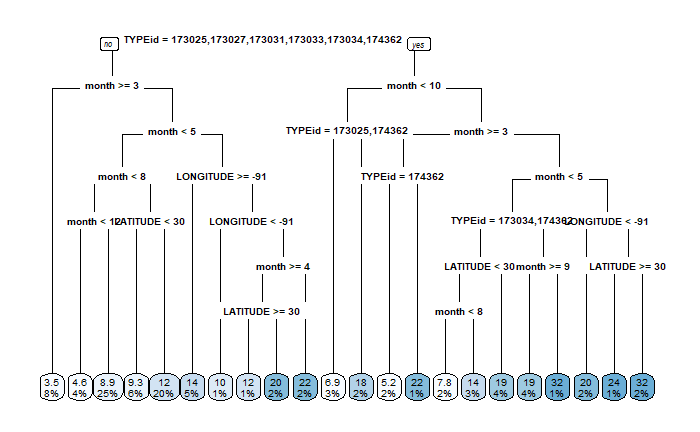 no TYPEid = 173025,173027,173031,173033,173034,174362 yes
month >= 3 month < 10
month < 5 TYPEid = 173025,174362 month >= 3
month < 8 LONGITUDE >= -91 TYPEid = 174362 month < 5
month < 12 LATITUDE < 30 LONGITUDE < -91 TYPEid = 173034,174362 LONGITUDE < -91
month >= 4 LATITUDE < 30 month >= 9 LATITUDE >= 30
LATITUDE >= 30 month < 8
3.5 4.6 8.9 9.3 12 14 10 12 20 22 6.9 18 5.2 22 7.8 14 19 19 32 20 24 32
8% 4% 25% 6% 20% 5% 1% 1% 2% 2% 3% 2% 2% 1% 2% 3% 4% 4% 1% 2% 1% 2%